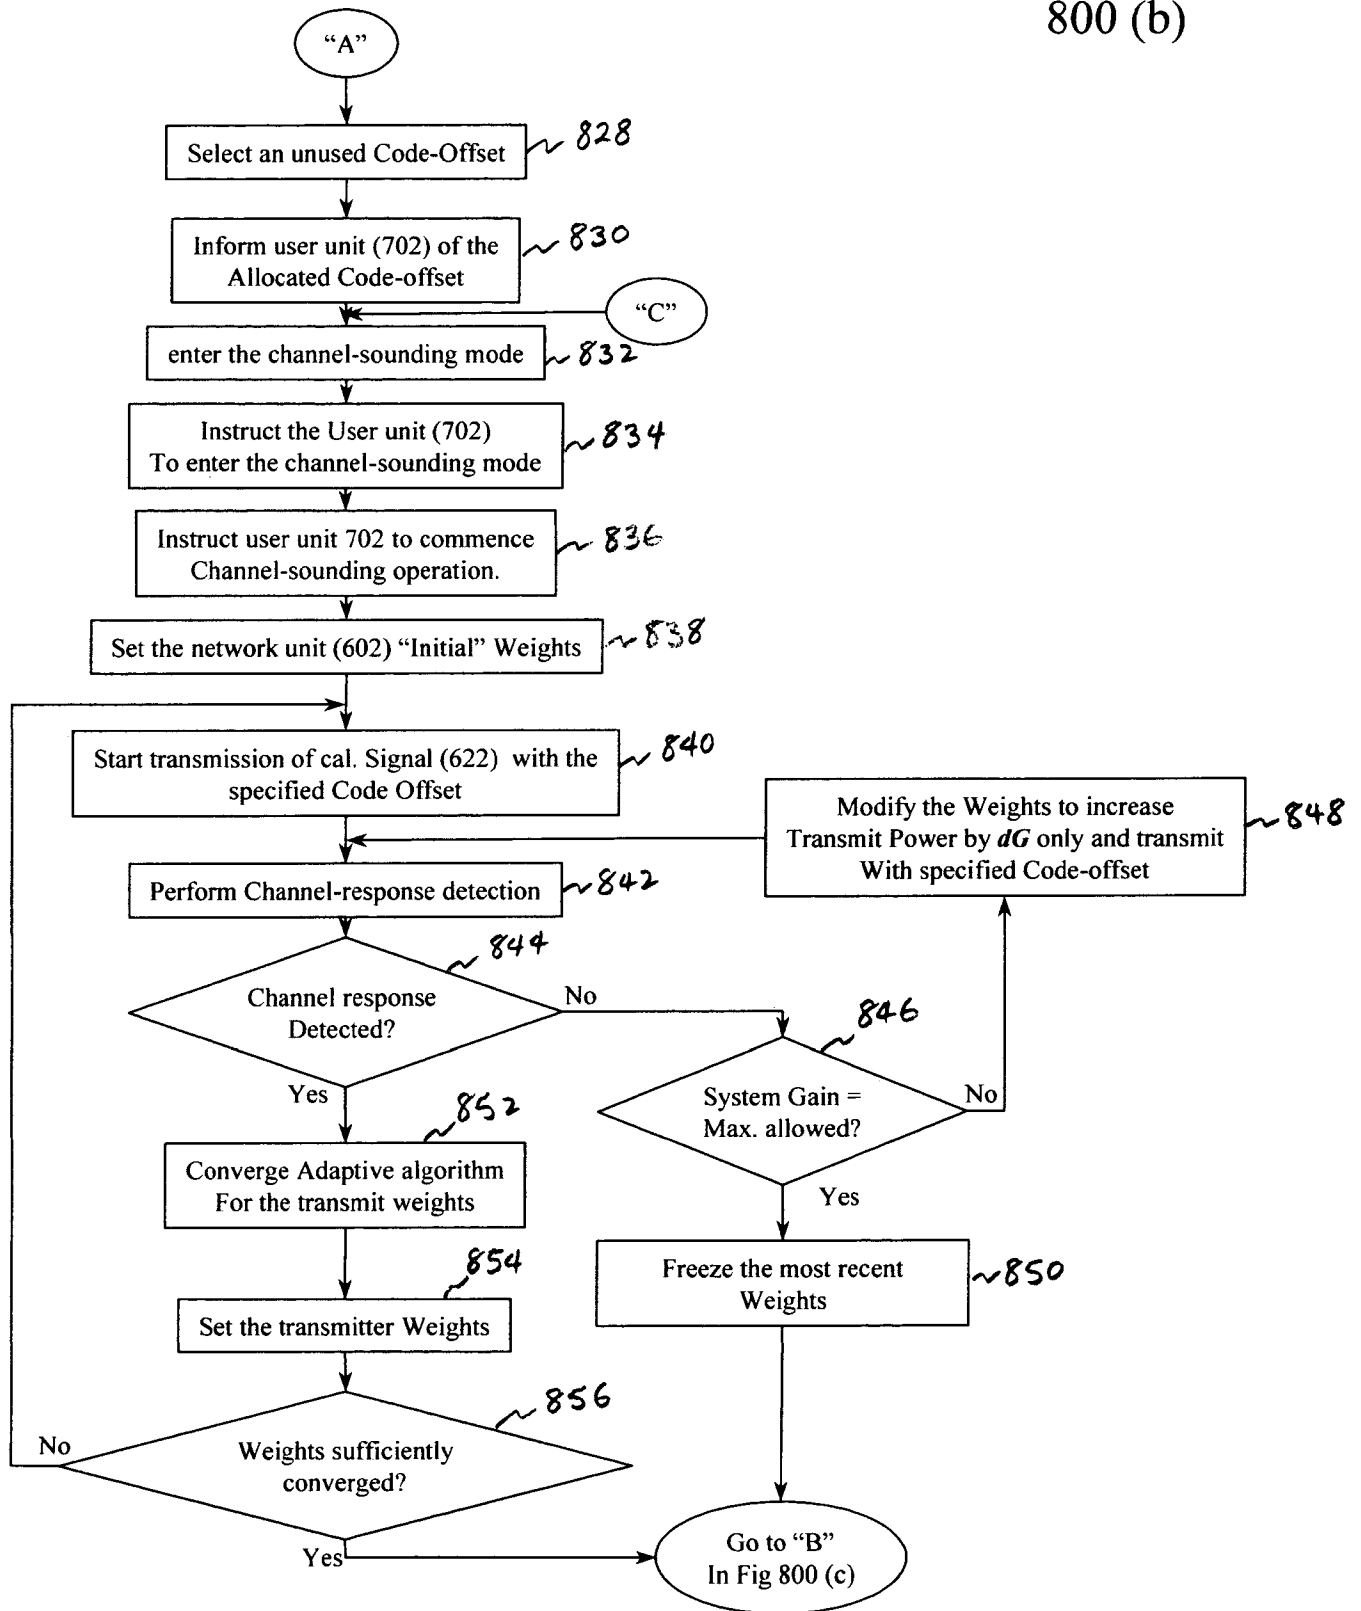 800 (b)
“A”
Select an unused Code-Offset
828
Inform user unit (702) of the
Allocated Code-offset
830
“C”
enter the channel-sounding mode
832
Instruct the User unit (702)
To enter the channel-sounding mode
834
Instruct user unit 702 to commence
Channel-sounding operation.
836
Set the network unit (602) “Initial” Weights
838
Start transmission of cal. Signal (622) with the
specified Code Offset
840
Modify the Weights to increase
Transmit Power by dG only and transmit
With specified Code-offset
848
Perform Channel-response detection
842
Channel response
Detected?
844
No
Yes
System Gain =
Max. allowed?
846
No
Yes
Converge Adaptive algorithm
For the transmit weights
852
Freeze the most recent
Weights
850
Set the transmitter Weights
854
Weights sufficiently
converged?
856
No
Yes
Go to “B”
In Fig 800 (c)